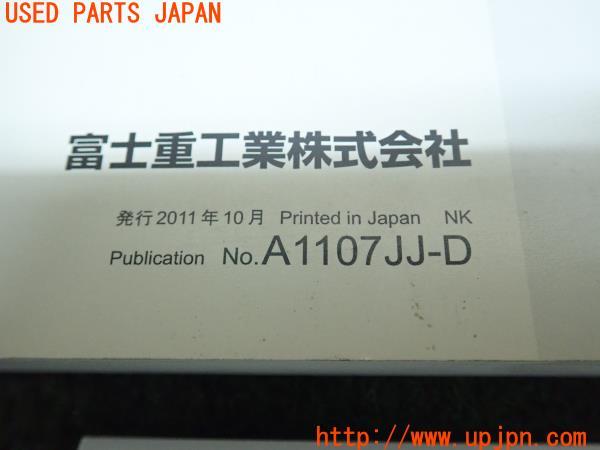 USED PARTS JAPAN
富士重工業株式会社
発行2011年10月 Printed in Japan NK
Publication No.A1107JJ-D
http://www.upjpn.com